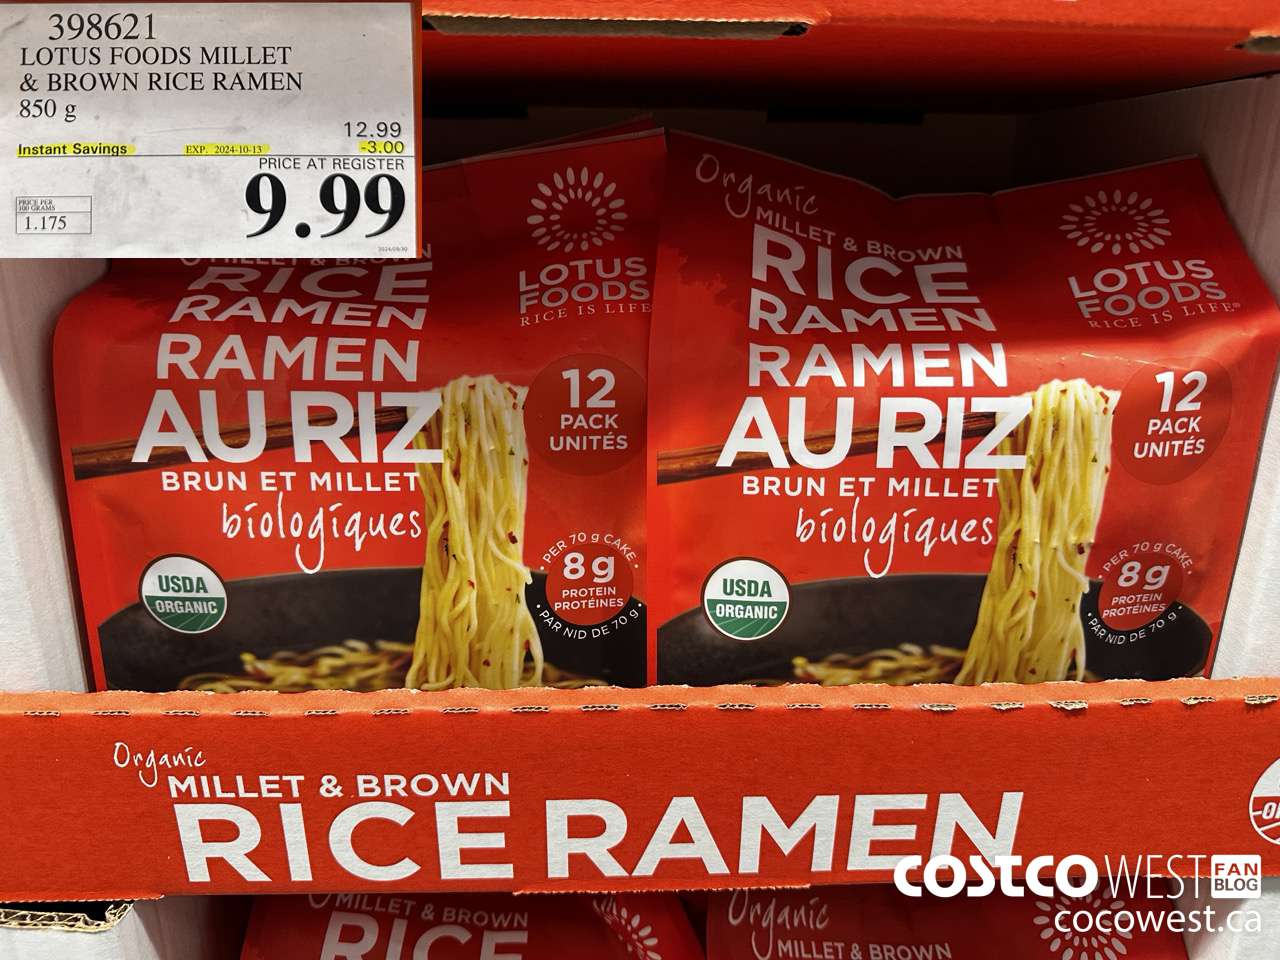 398621
LOTUS FOODS MILLET
& BROWN RICE RAMEN
850 g
12.99
Instant Savings EXP. 2024-10-13 -3.00
PRICE AT REGISTER
9.99
PRICE PER
100 GRAMS
1.175
2024/09/30
MILLET & BROWN
RICE
RAMEN
RAMEN
AU RIZ
BRUN ET MILLET
biologiques
LOTUS
FOODS
RICE IS LIFE
12
PACK
UNITÉS
PER 70 g CAKE
8g
PROTEIN
PROTÉINES
PAR NID DE 70 g
USDA
ORGANIC
Organic
MILLET & BROWN
RICE
RAMEN
RAMEN
AU RIZ
BRUN ET MILLET
biologiques
LOTUS
FOODS
RICE IS LIFE®
12
PACK
UNITÉS
PER 70 g CAKE
8g
PROTEIN
PROTÉINES
PAR NID DE 70 g
USDA
ORGANIC
Organic
MILLET & BROWN
RICE RAMEN
MILLET & BROWN
RICE
Organic
MILLET & BROWN
COSTCO WEST FAN BLOG
cocowest.ca